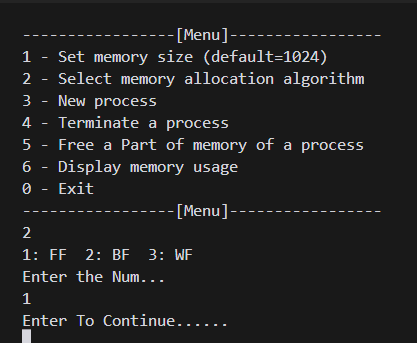 -----------------[Menu]-----------------
1 - Set memory size (default=1024)
2 - Select memory allocation algorithm
3 - New process
4 - Terminate a process
5 - Free a Part of memory of a process
6 - Display memory usage
0 - Exit
-----------------[Menu]-----------------
2
1: FF  2: BF  3: WF
Enter the Num...
1
Enter To Continue......